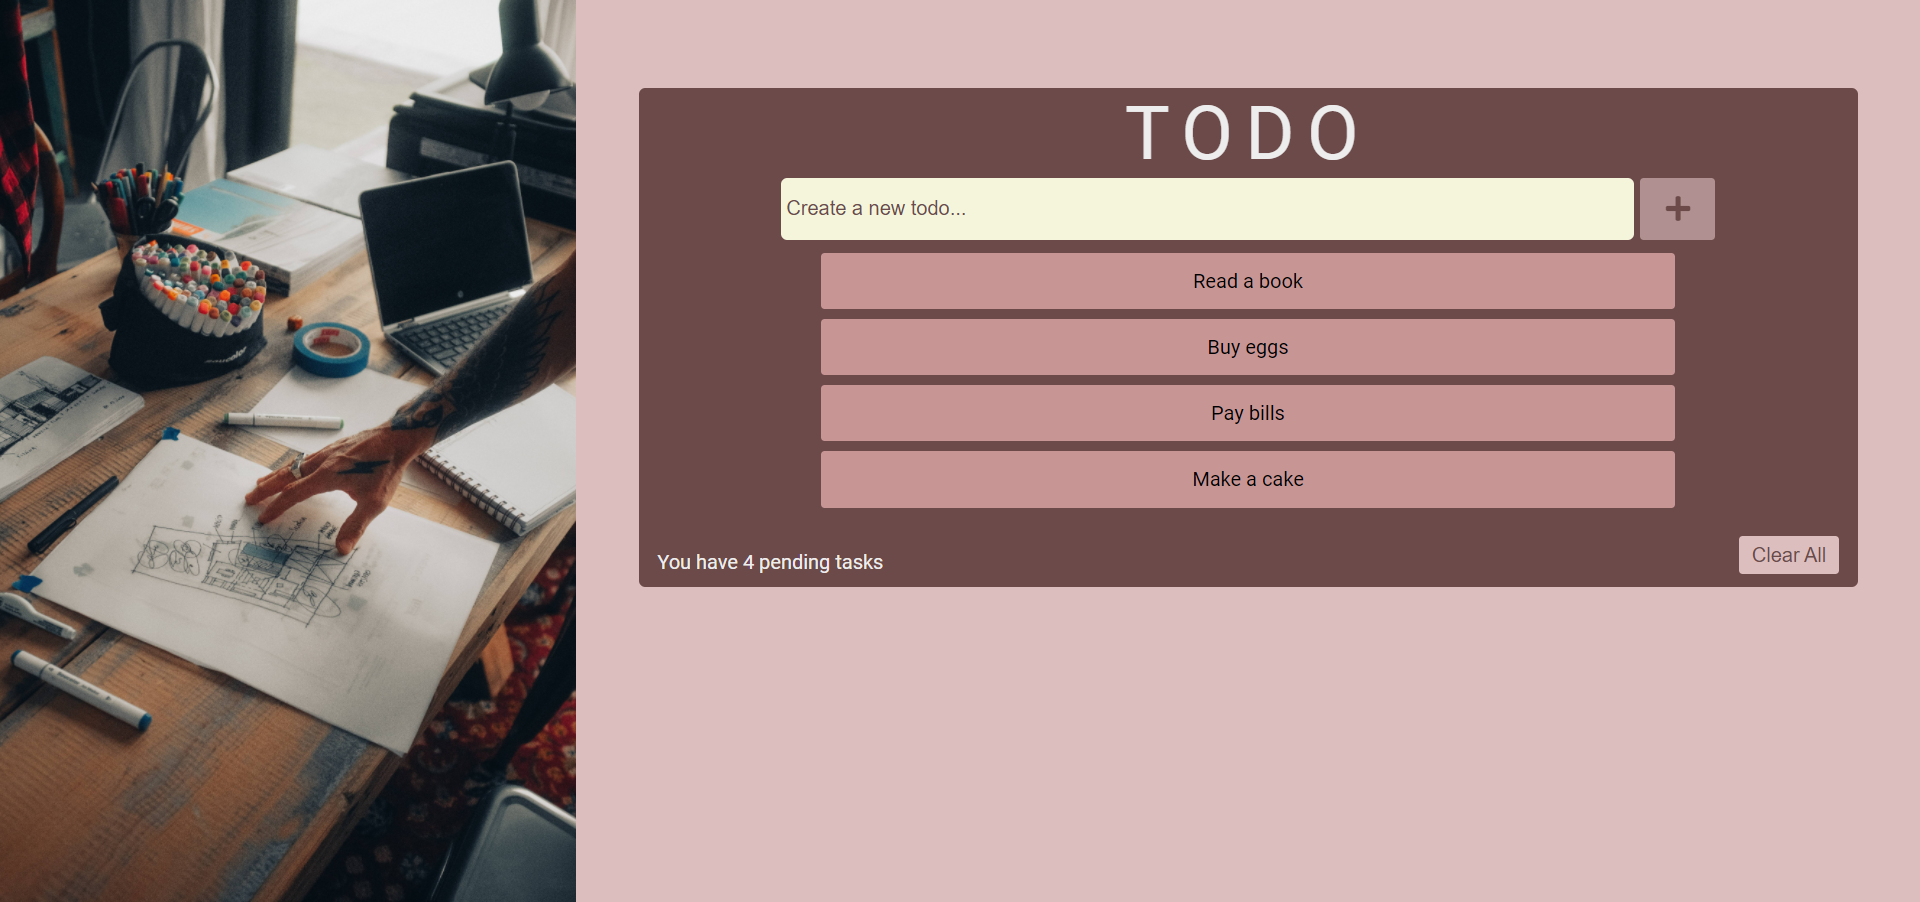 TODO
Create a new todo...
Read a book
Buy eggs
Pay bills
Make a cake
You have 4 pending tasks
Clear All